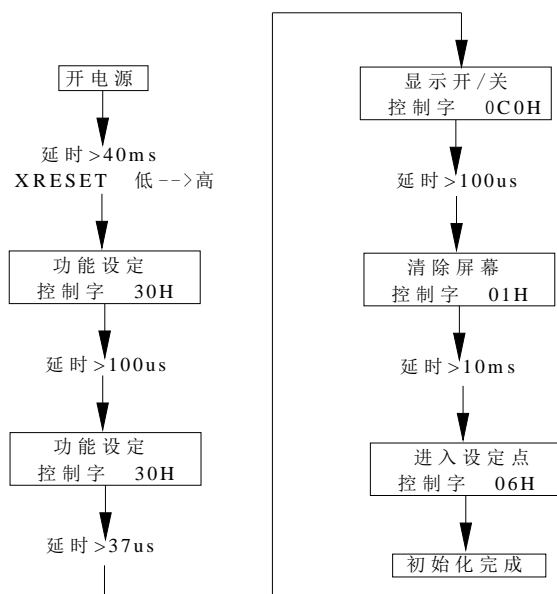 开电源
延时>40ms
XRESET 低-->高
功能设定
控制字 30H
延时>100us
功能设定
控制字 30H
延时>37us
显示开/关
控制字 0C0H
延时>100us
清除屏幕
控制字 01H
延时>10ms
进入设定点
控制字 06H
初始化完成